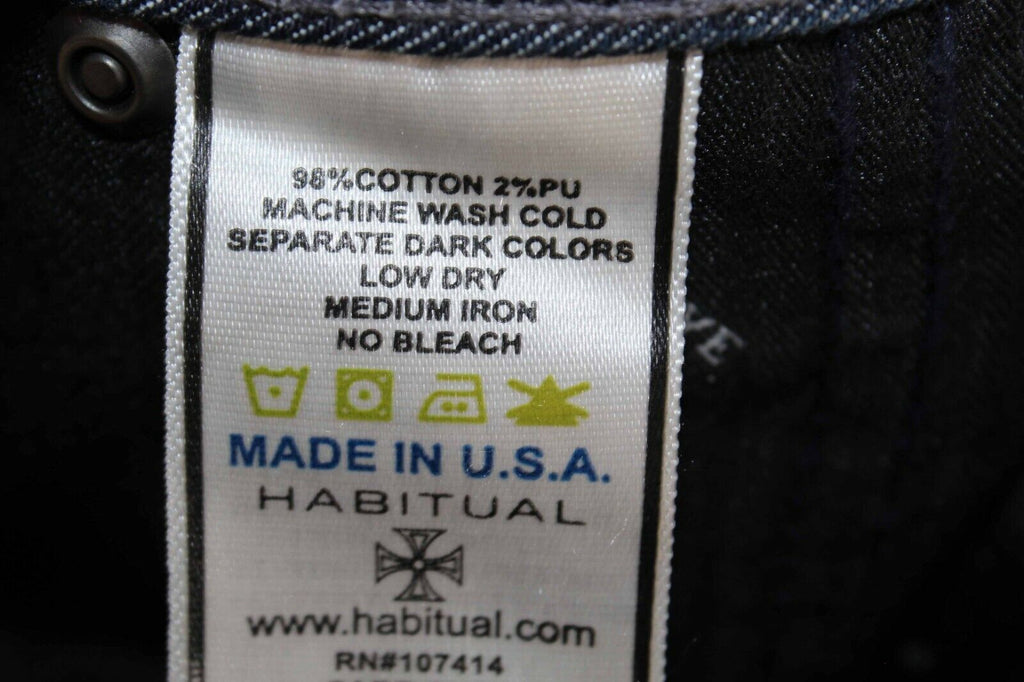 98%COTTON 2%PU
MACHINE WASH COLD
SEPARATE DARK COLORS
LOW DRY
MEDIUM IRON
NO BLEACH
MADE IN U.S.A.
HABITUAL
www.habitual.com
RN#107414